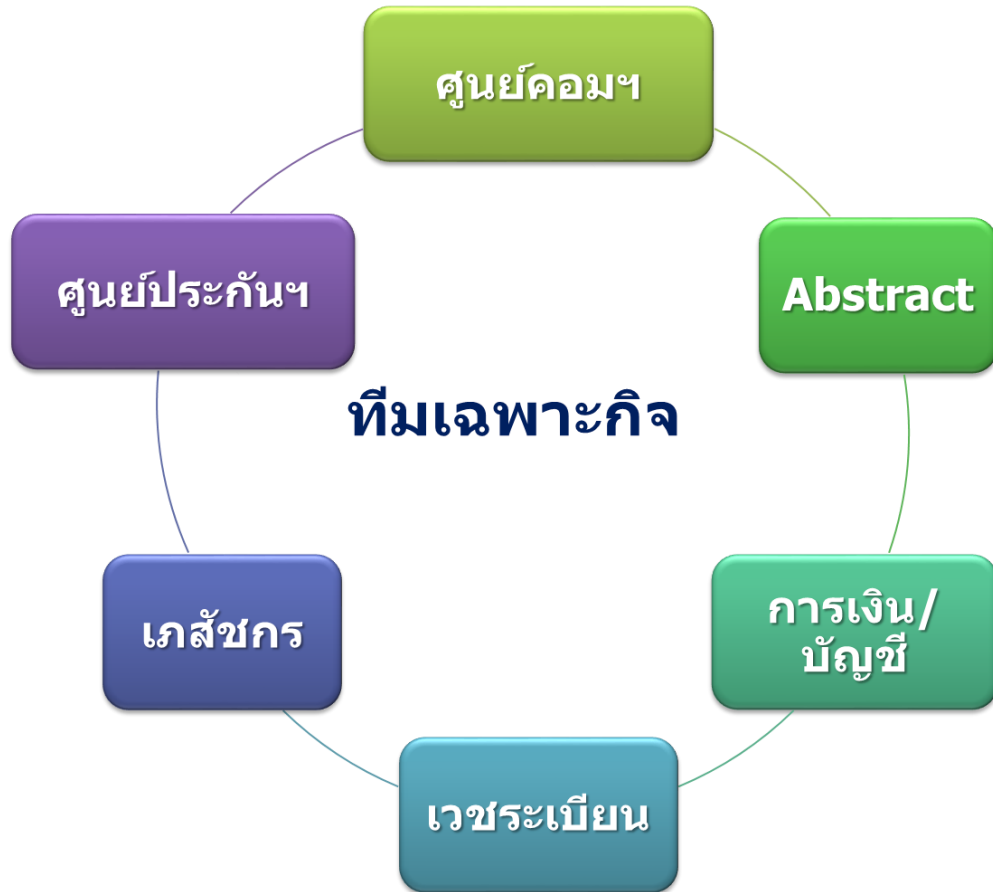 ศูนย์คอมฯ
Abstract
การเงิน/
บัญชี
เวชระเบียน
เภสัชกร
ศูนย์ประกันฯ
ทีมเฉพาะกิจ